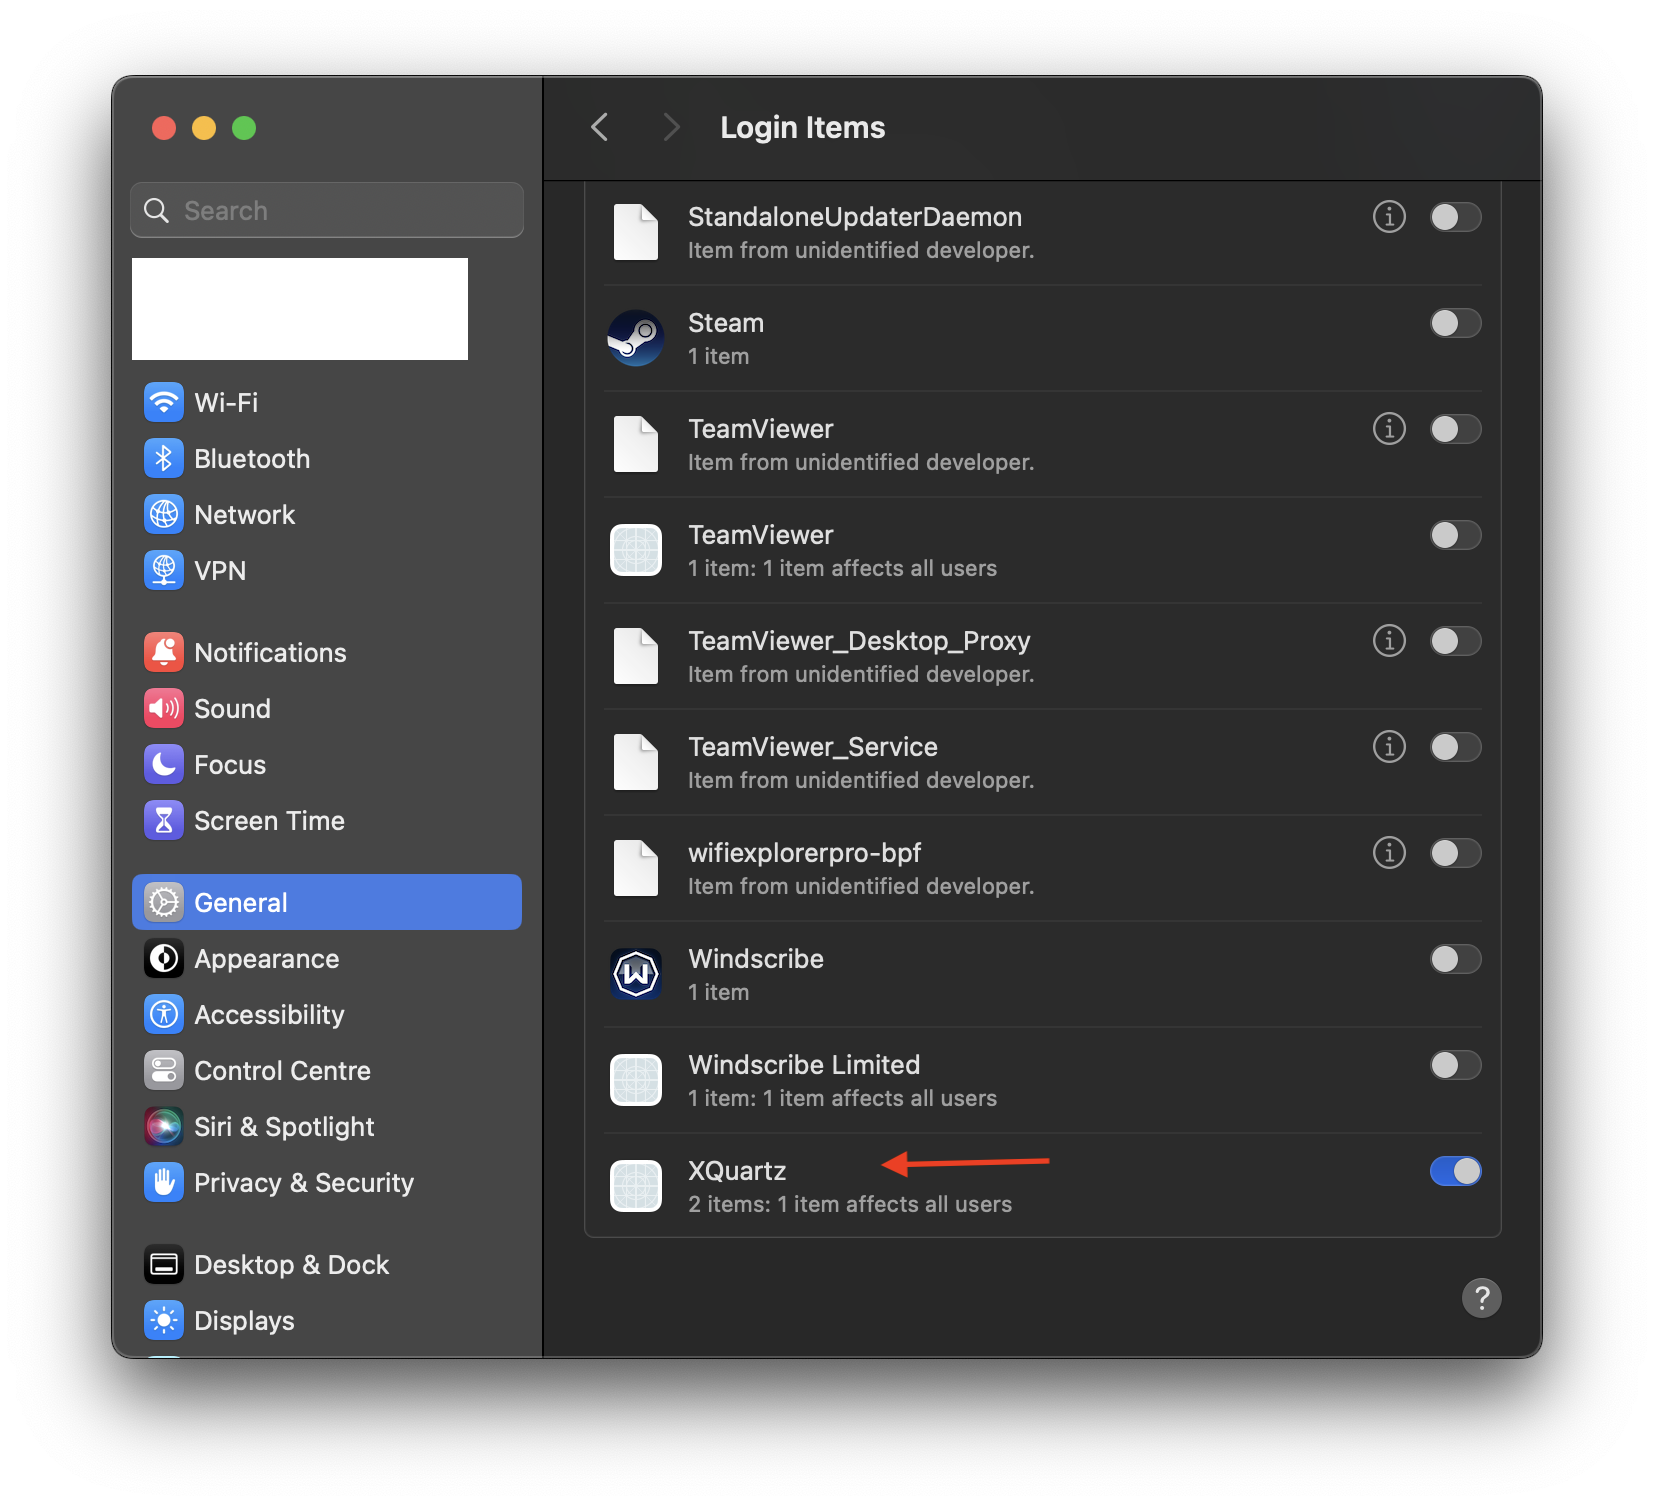 Login Items
Search
Wi-Fi
Bluetooth
Network
VPN
Notifications
Sound
Focus
Screen Time
General
Appearance
Accessibility
Control Centre
Siri & Spotlight
Privacy & Security
Desktop & Dock
Displays
StandaloneUpdaterDaemon
Item from unidentified developer.
Steam
1 item
TeamViewer
Item from unidentified developer.
TeamViewer
1 item: 1 item affects all users
TeamViewer_Desktop_Proxy
Item from unidentified developer.
TeamViewer_Service
Item from unidentified developer.
wifiexplorerpro-bpf
Item from unidentified developer.
Windscribe
1 item
Windscribe Limited
1 item: 1 item affects all users
XQuartz
2 items: 1 item affects all users
?